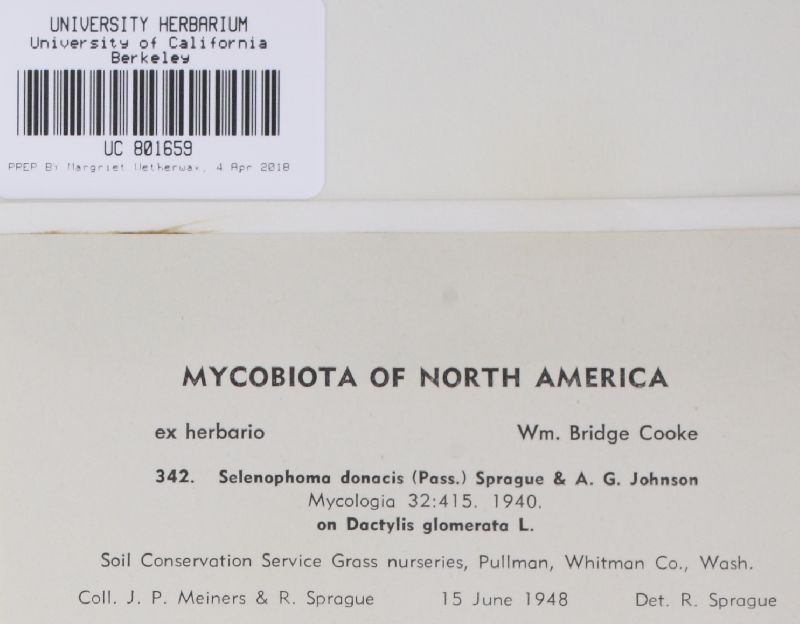 UNIVERSITY HERBARIUM
University of California
Berkeley
UC 801659
PREP BY Margriet Wetherwax, 4 Apr 2018
MYCOBIOTA OF NORTH AMERICA
ex herbario Wm. Bridge Cooke
342. Selenophoma donacis (Pass.) Sprague & A. G. Johnson
Mycologia 32:415. 1940.
on Dactylis glomerata L.
Soil Conservation Service Grass nurseries, Pullman, Whitman Co., Wash.
Coll. J. P. Meiners & R. Sprague 15 June 1948 Det. R. Sprague